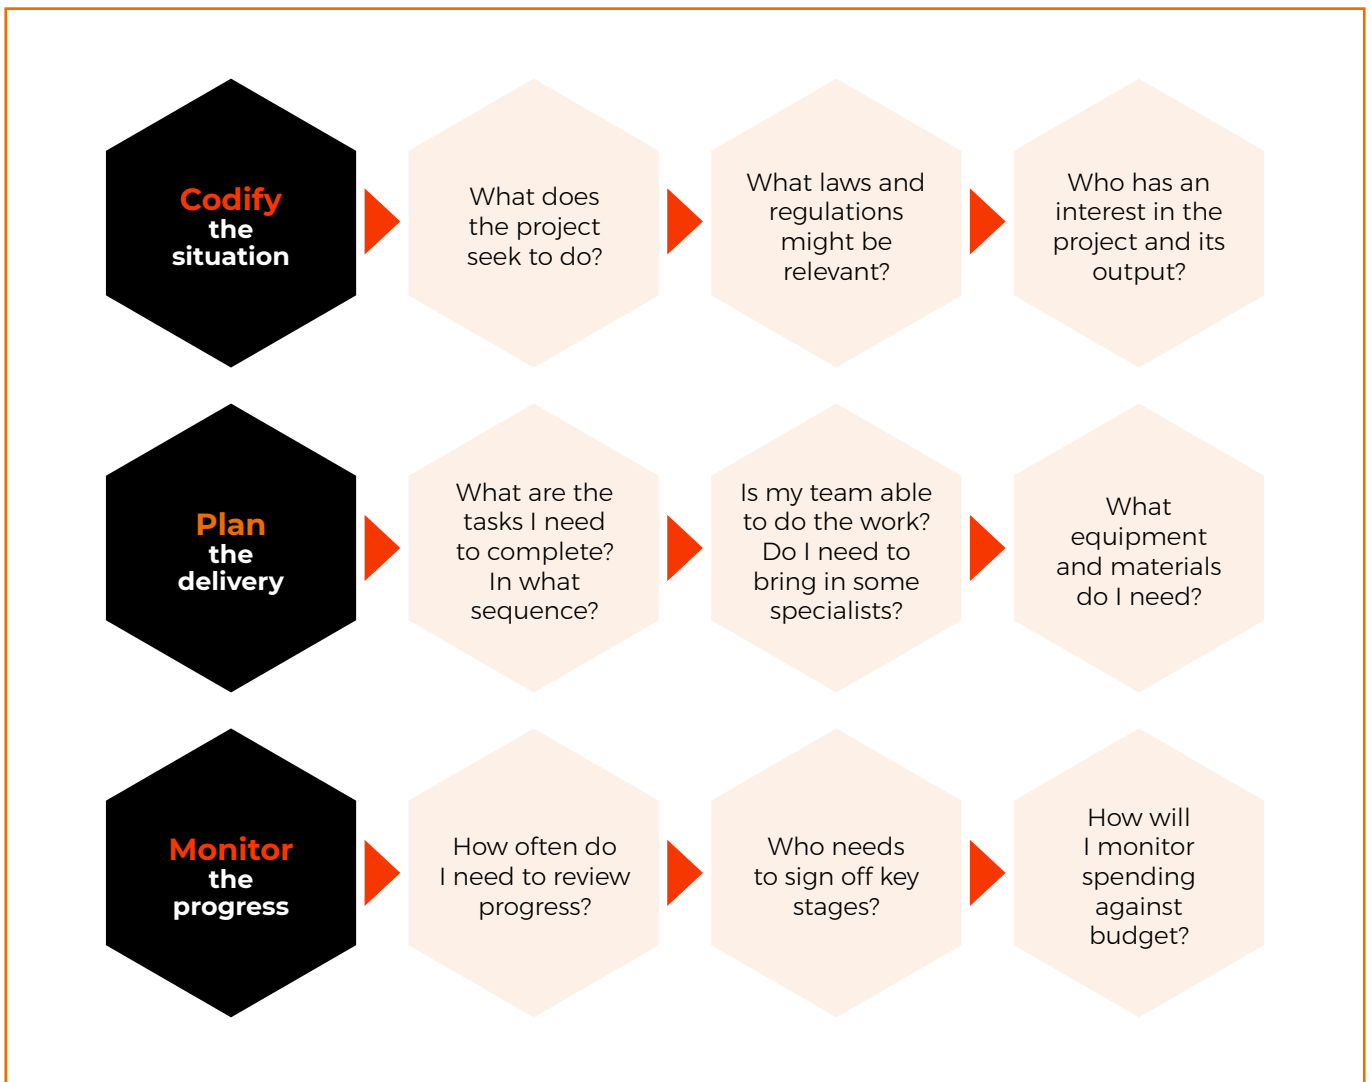 Codify
the
situation
What does
the project
seek to do?
What laws and
regulations
might be
relevant?
Who has an
interest in the
project and its
output?
Plan
the
delivery
What are the
tasks I need
to complete?
In what
sequence?
Is my team able
to do the work?
Do I need to
bring in some
specialists?
What
equipment
and materials
do I need?
Monitor
the
progress
How often do
I need to review
progress?
Who needs
to sign off key
stages?
How will
I monitor
spending
against
budget?